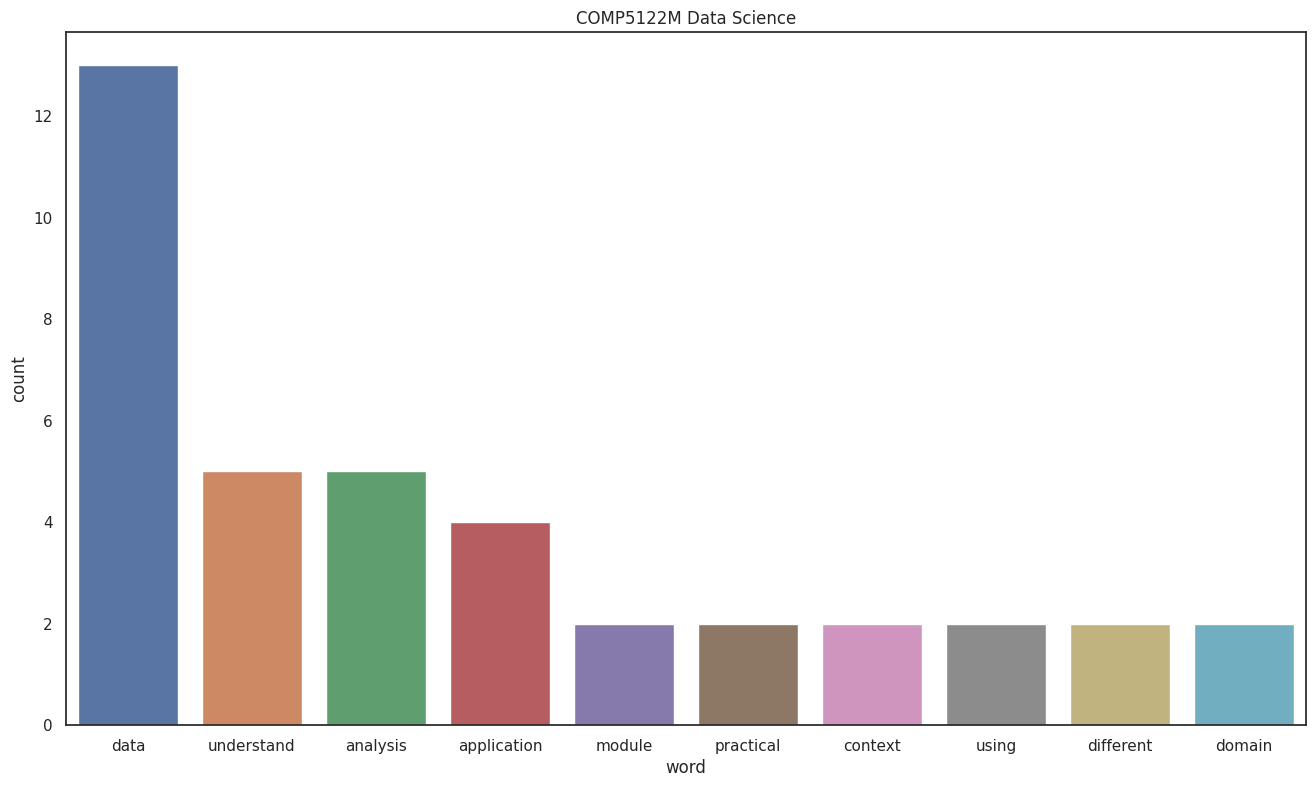 COMP5122M Data Science
count
12
10
8
6
4
2
0
data understand analysis application module practical context using different domain
word